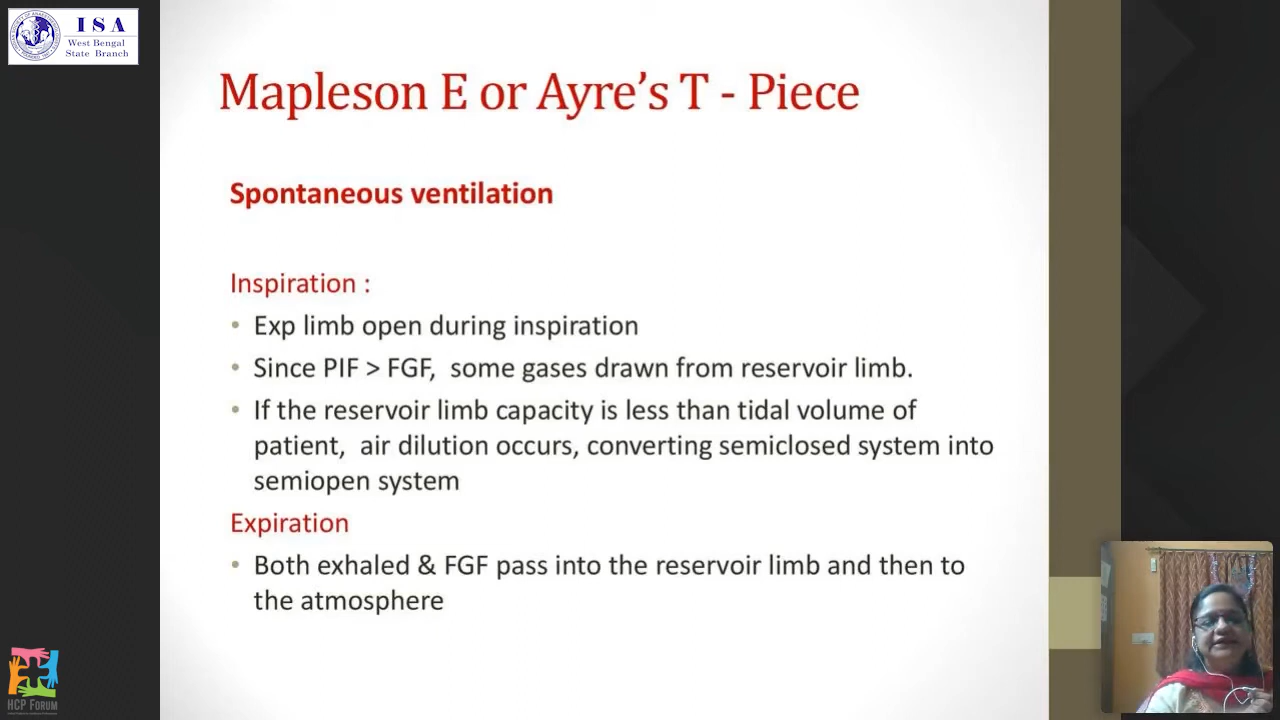 I S A
West Bengal
State Branch
Mapleson E or Ayre's T - Piece
Spontaneous ventilation
Inspiration :
• Exp limb open during inspiration
• Since PIF > FGF, some gases drawn from reservoir limb.
• If the reservoir limb capacity is less than tidal volume of
patient, air dilution occurs, converting semiclosed system into
semiopen system
Expiration
• Both exhaled & FGF pass into the reservoir limb and then to
the atmosphere
HCP FORUM